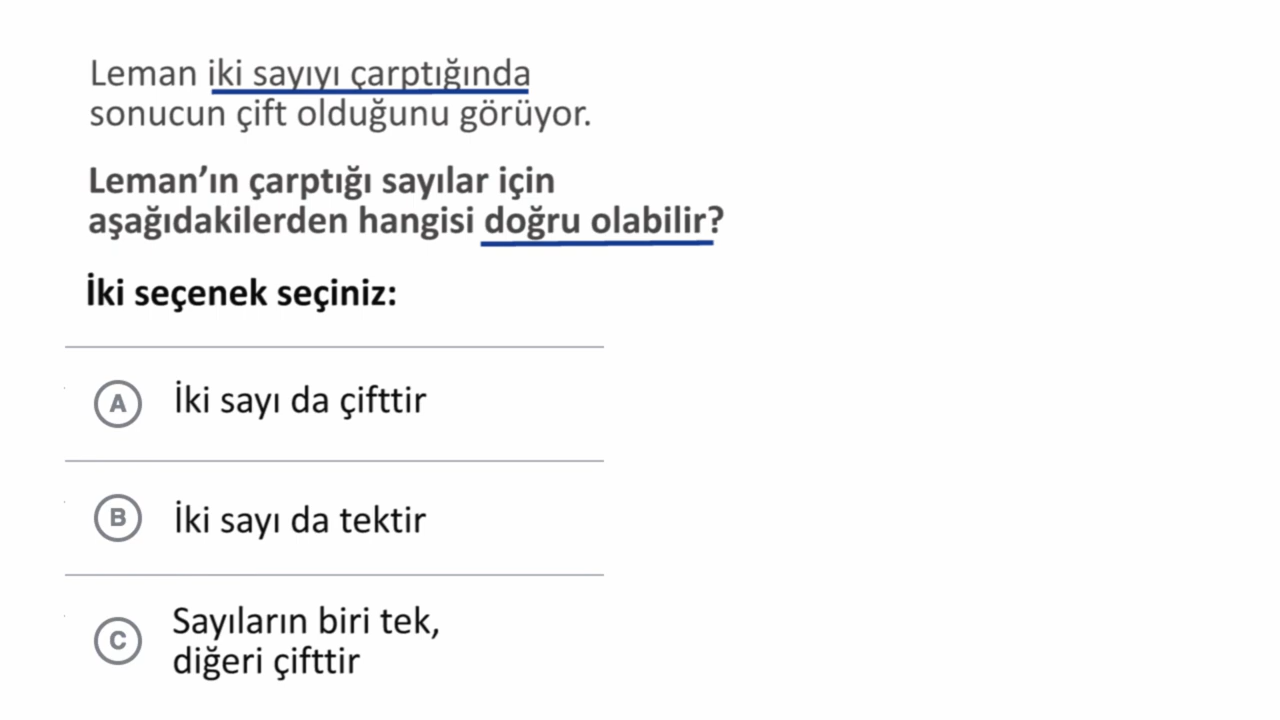 Leman iki sayıyı çarptığında
sonucun çift olduğunu görüyor.
Leman’ın çarptığı sayılar için
aşağıdakilerden hangisi doğru olabilir?
İki seçenek seçiniz:
A İki sayı da çifttir
B İki sayı da tektir
C Sayıların biri tek,
diğeri çifttir